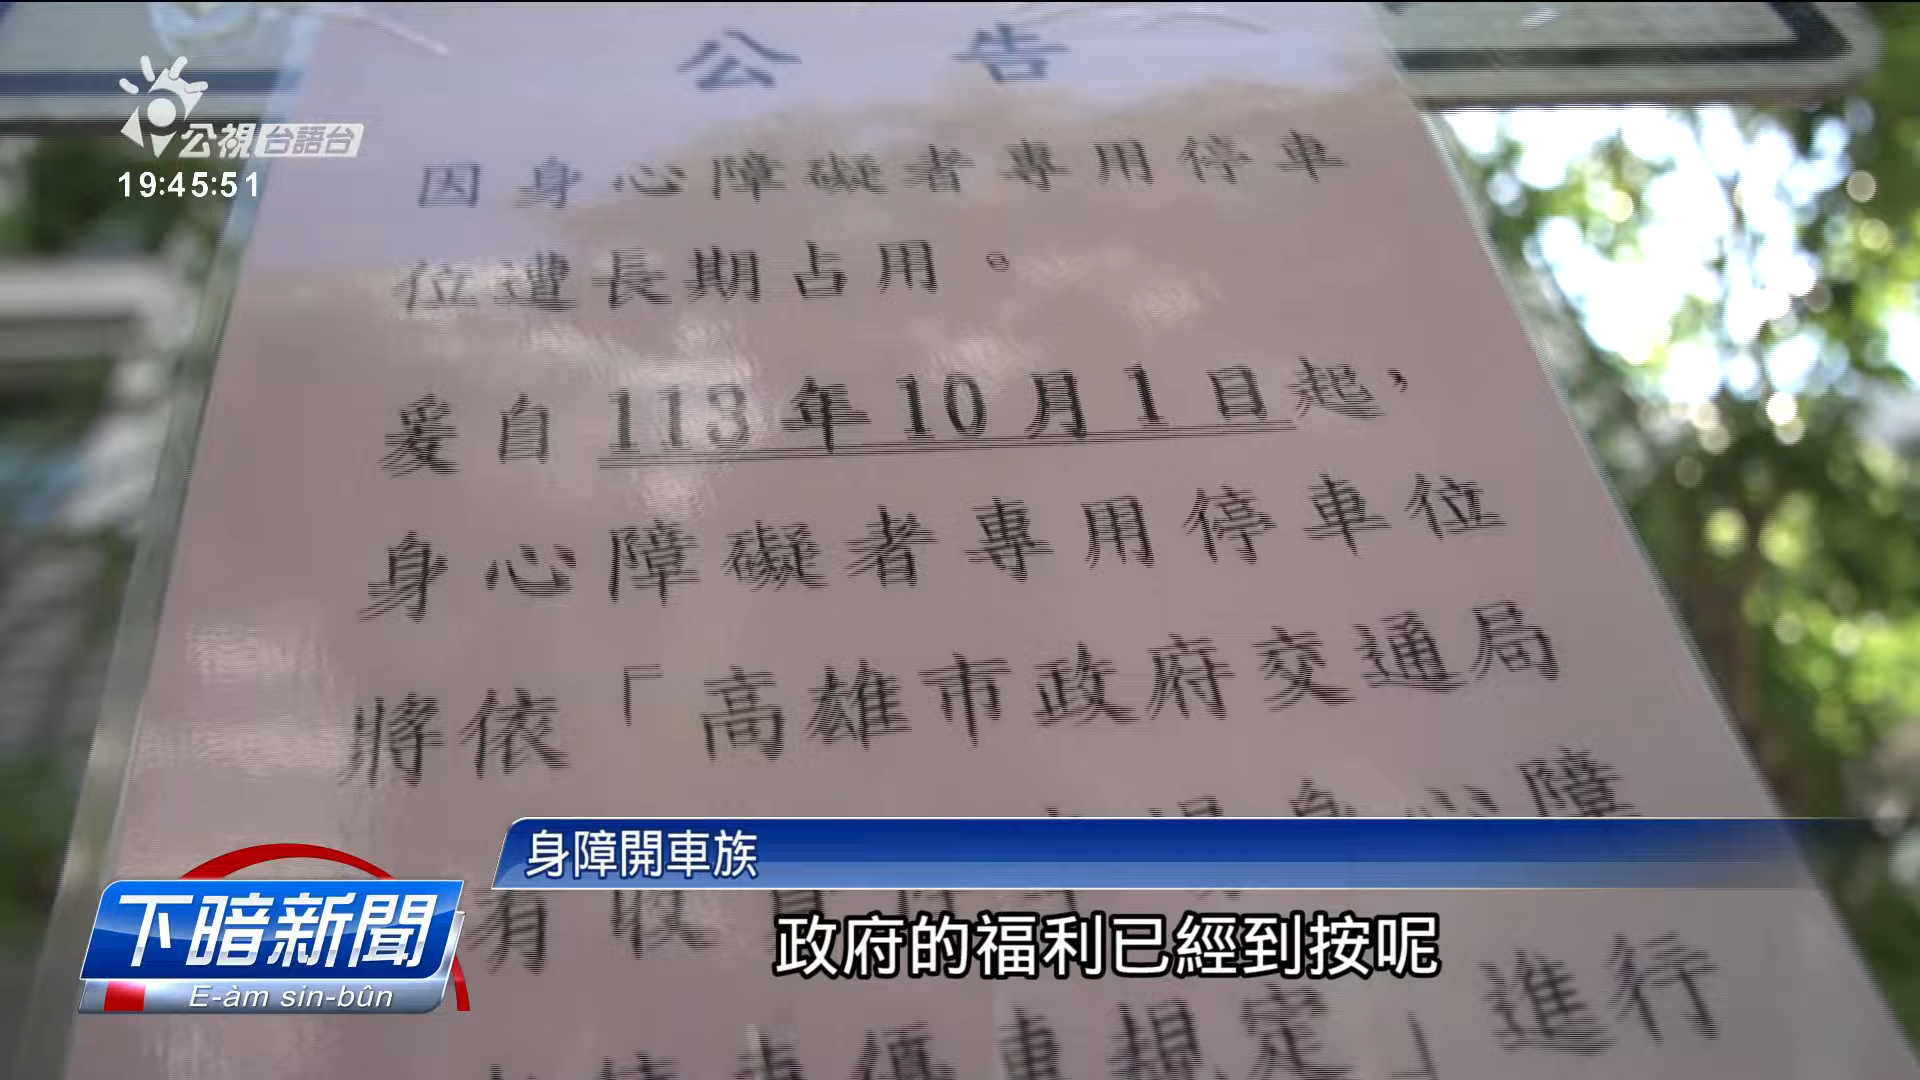 公告
公視台語台
19:45:51
因身心障礙者專用停車
位遭長期占用。
爰自113年10月1日起,
身心障礙者專用停車位
將依「高雄市政府交通局
身障開車族
下暗新聞
E-àm sin-bûn
政府的福利已經到按呢
規定」進行